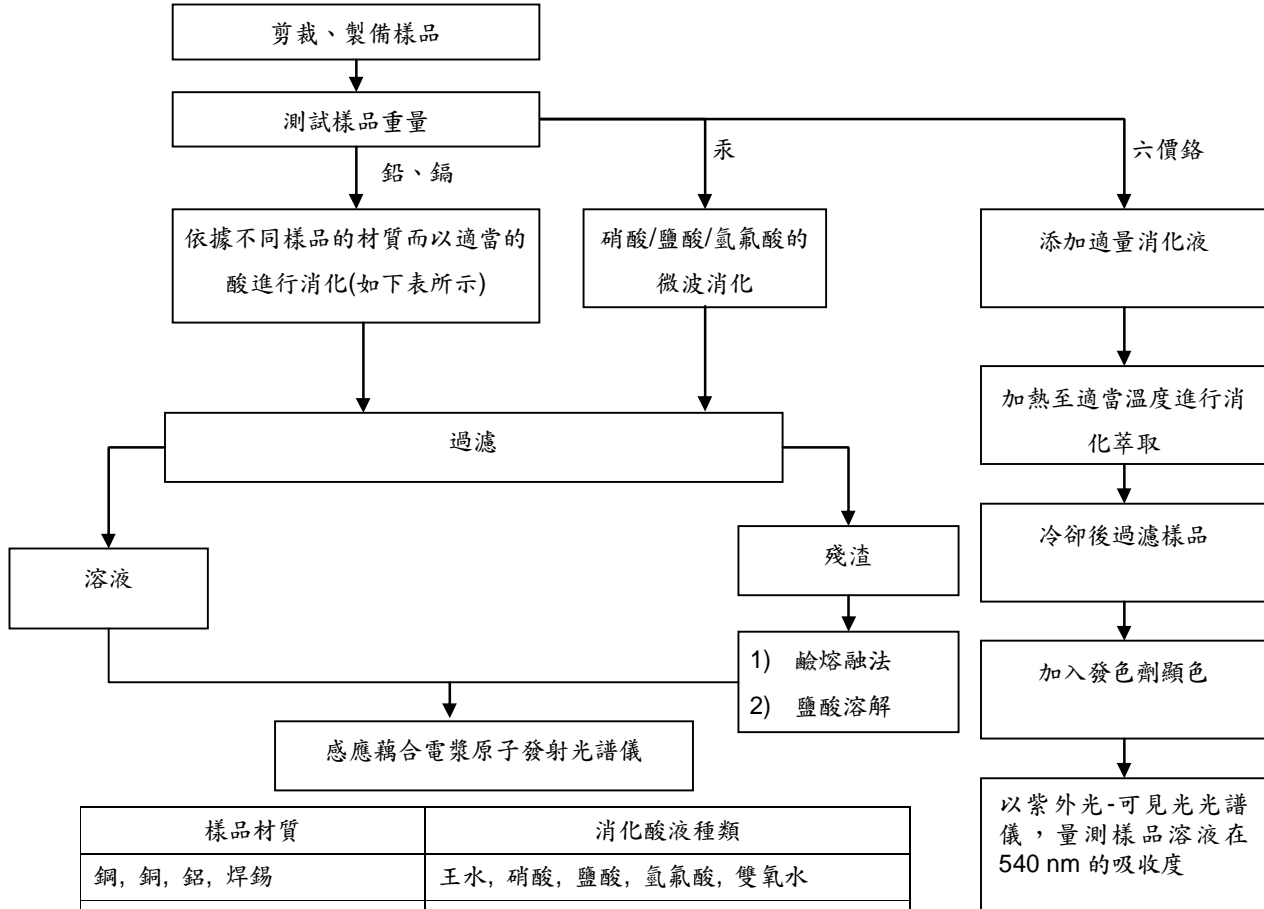 剪裁、製備樣品
測試樣品重量
鉛、鎘
汞
六價鉻
依據不同樣品的材質而以適當的
酸進行消化(如下表所示)
硝酸/鹽酸/氫氟酸的
微波消化
添加適量消化液
加熱至適當溫度進行消
化萃取
過濾
冷卻後過濾樣品
溶液
殘渣
1) 鹼熔融法
2) 鹽酸溶解
加入發色劑顯色
感應藕合電漿原子發射光譜儀
以紫外光-可見光光譜
儀，量測樣品溶液在
540 nm 的吸收度
樣品材質 消化酸液種類
鋼, 銅, 鋁, 焊錫 王水, 硝酸, 鹽酸, 氫氟酸, 雙氧水